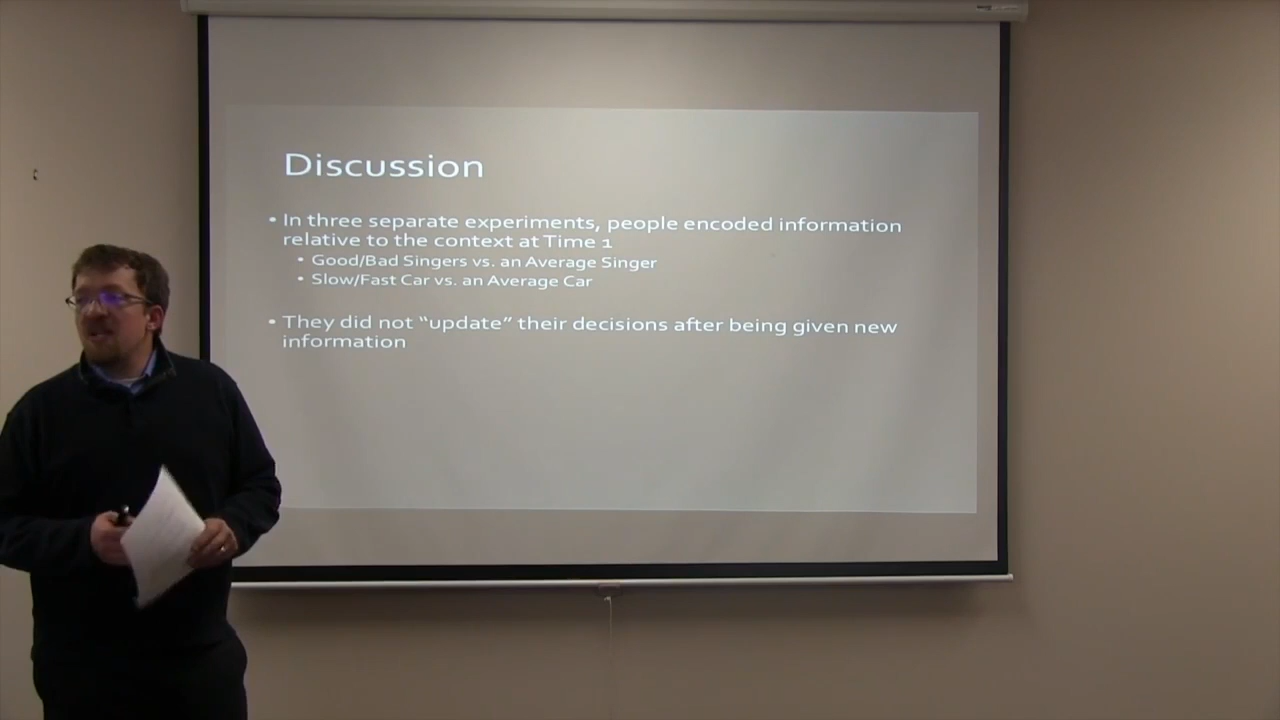 Discussion
• In three separate experiments, people encoded information
relative to the context at Time 1
• Good/Bad Singers vs. an Average Singer
• Slow/Fast Car vs. an Average Car
• They did not “update” their decisions after being given new
information